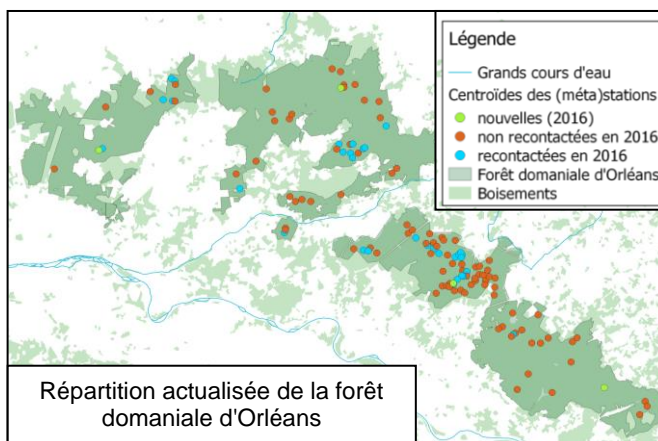 Légende
Grands cours d'eau
Centroïdes des (méta)stations
nouvelles (2016)
non recontactées en 2016
recontactées en 2016
Forêt domaniale d'Orléans
Boisements
Répartition actualisée de la forêt
domaniale d'Orléans